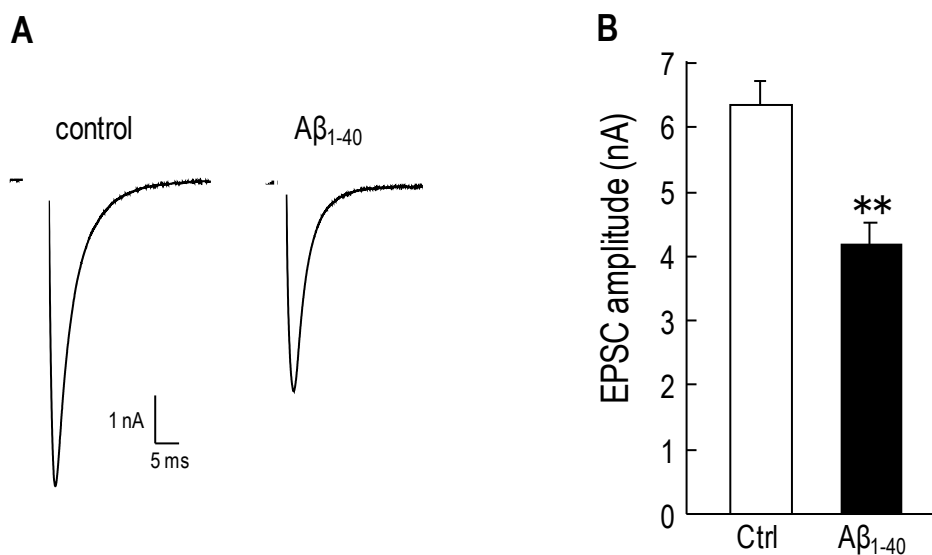 A
control
Aβ1-40
1 nA
5 ms
B
EPSC amplitude (nA)
7
6
5
4
3
2
1
0
**
Ctrl
Aβ1-40